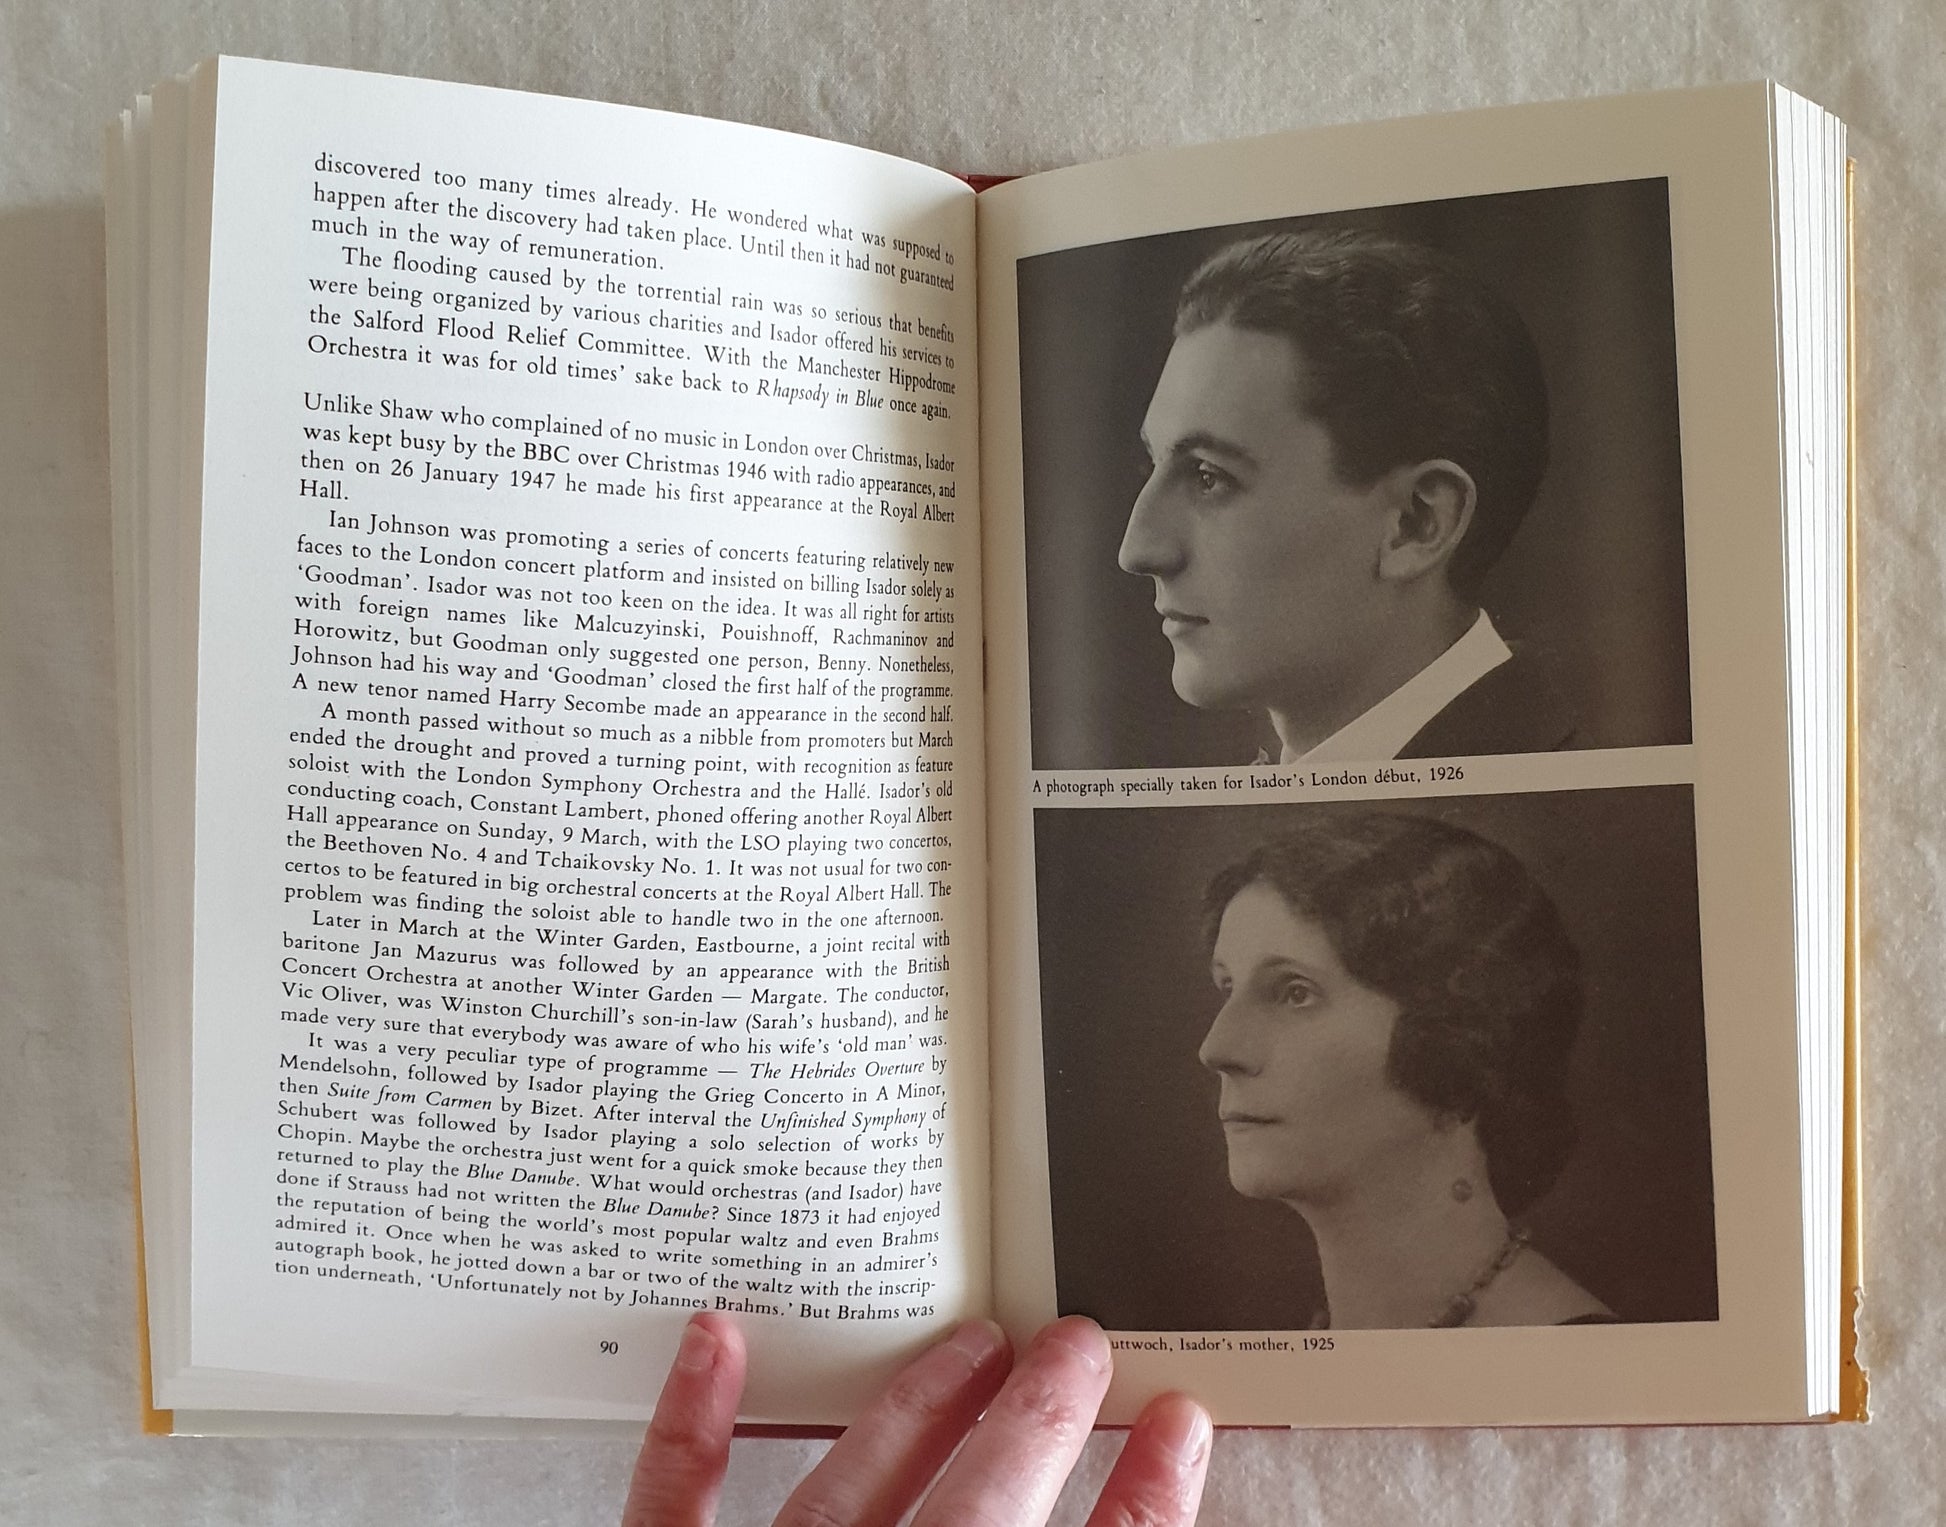 discovered too many times already. He wondered what was supposed to
happen after the discovery had taken place. Until then it had not guaranteed
much in the way of remuneration.
The flooding caused by the torrential rain was so serious that benefits
were being organized by various charities and Isador offered his services to
the Salford Flood Relief Committee. With the Manchester Hippodrome
Orchestra it was for old times' sake back to Rhapsody in Blue once again.
Unlike Shaw who complained of no music in London over Christmas, Isador
was kept busy by the BBC over Christmas 1946 with radio appearances, and
then on 26 January 1947 he made his first appearance at the Royal Albert
Hall.
Ian Johnson was promoting a series of concerts featuring relatively new
faces to the London concert platform and insisted on billing Isador solely as
‘Goodman’. Isador was not too keen on the idea. It was all right for artists
with foreign names like Malcuzyinski, Pouishnoff, Rachmaninov and
Horowitz, but Goodman only suggested one person, Benny. Nonetheless,
Johnson had his way and ‘Goodman’ closed the first half of the programme.
A new tenor named Harry Secombe made an appearance in the second half.
A month passed without so much as a nibble from promoters but March
ended the drought and proved a turning point, with recognition as feature
soloist with the London Symphony Orchestra and the Hallé. Isador's old
conducting coach, Constant Lambert, phoned offering another Royal Albert
Hall appearance on Sunday, 9 March, with the LSO playing two concertos,
the Beethoven No. 4 and Tchaikovsky No. 1. It was not usual for two con-
certos to be featured in big orchestral concerts at the Royal Albert Hall. The
problem was finding the soloist able to handle two in the one afternoon.
Later in March at the Winter Garden, Eastbourne, a joint recital with
baritone Jan Mazurus was followed by an appearance with the British
Concert Orchestra at another Winter Garden — Margate. The conductor,
Vic Oliver, was Winston Churchill's son-in-law (Sarah's husband), and he
made very sure that everybody was aware of who his wife's ‘old man’ was.
It was a very peculiar type of programme — The Hebrides Overture by
Mendelsohn, followed by Isador playing the Grieg Concerto in A Minor,
then Suite from Carmen by Bizet. After interval the Unfinished Symphony of
Schubert was followed by Isador playing a solo selection of works by
Chopin. Maybe the orchestra just went for a quick smoke because they then
returned to play the Blue Danube. What would orchestras (and Isador) have
done if Strauss had not written the Blue Danube? Since 1873 it had enjoyed
the reputation of being the world's most popular waltz and even Brahms
admired it. Once when he was asked to write something in an admirer's
autograph book, he jotted down a bar or two of the waltz with the inscrip-
tion underneath, ‘Unfortunately not by Johannes Brahms.’ But Brahms was
90
A photograph specially taken for Isador's London début, 1926
uttwoch, Isador's mother, 1925